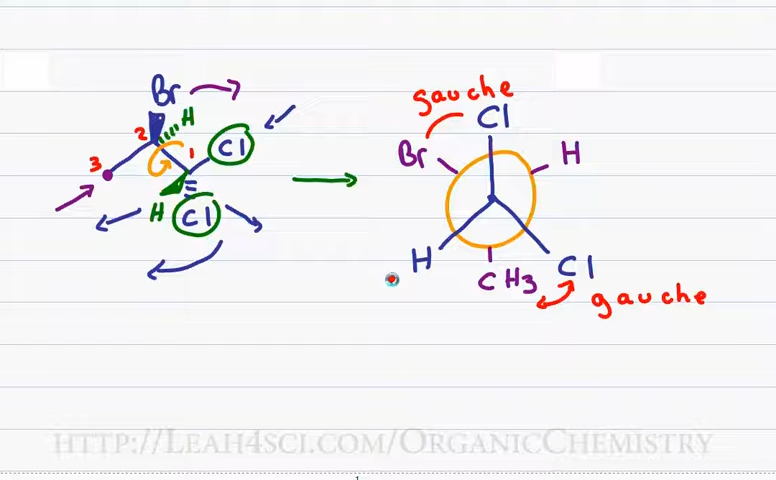 Br
H
2
1
3
Cl
H
Cl
gauche
Cl
Br
H
H
Cl
CH3
gauche
HTTP://LEAH4SCI.COM/ORGANICCHEMISTRY